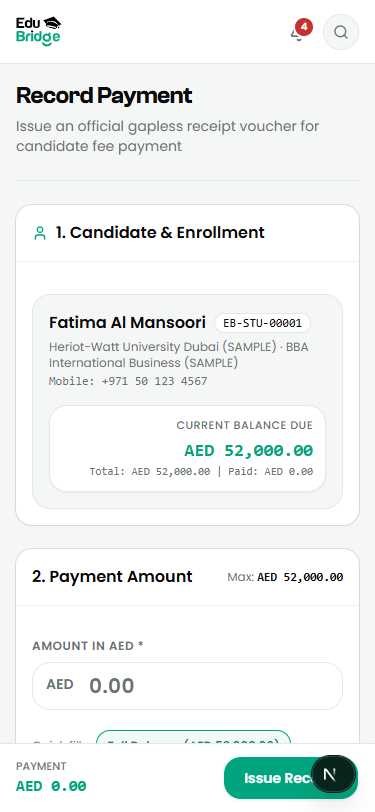 Edu
Bridge
4
Record Payment
Issue an official gapless receipt voucher for
candidate fee payment
1. Candidate & Enrollment
Fatima Al Mansoori EB-STU-00001
Heriot-Watt University Dubai (SAMPLE) · BBA
International Business (SAMPLE)
Mobile: +971 50 123 4567
CURRENT BALANCE DUE
AED 52,000.00
Total: AED 52,000.00 | Paid: AED 0.00
2. Payment Amount Max: AED 52,000.00
AMOUNT IN AED *
AED 0.00
PAYMENT
AED 0.00
Issue Rec
N